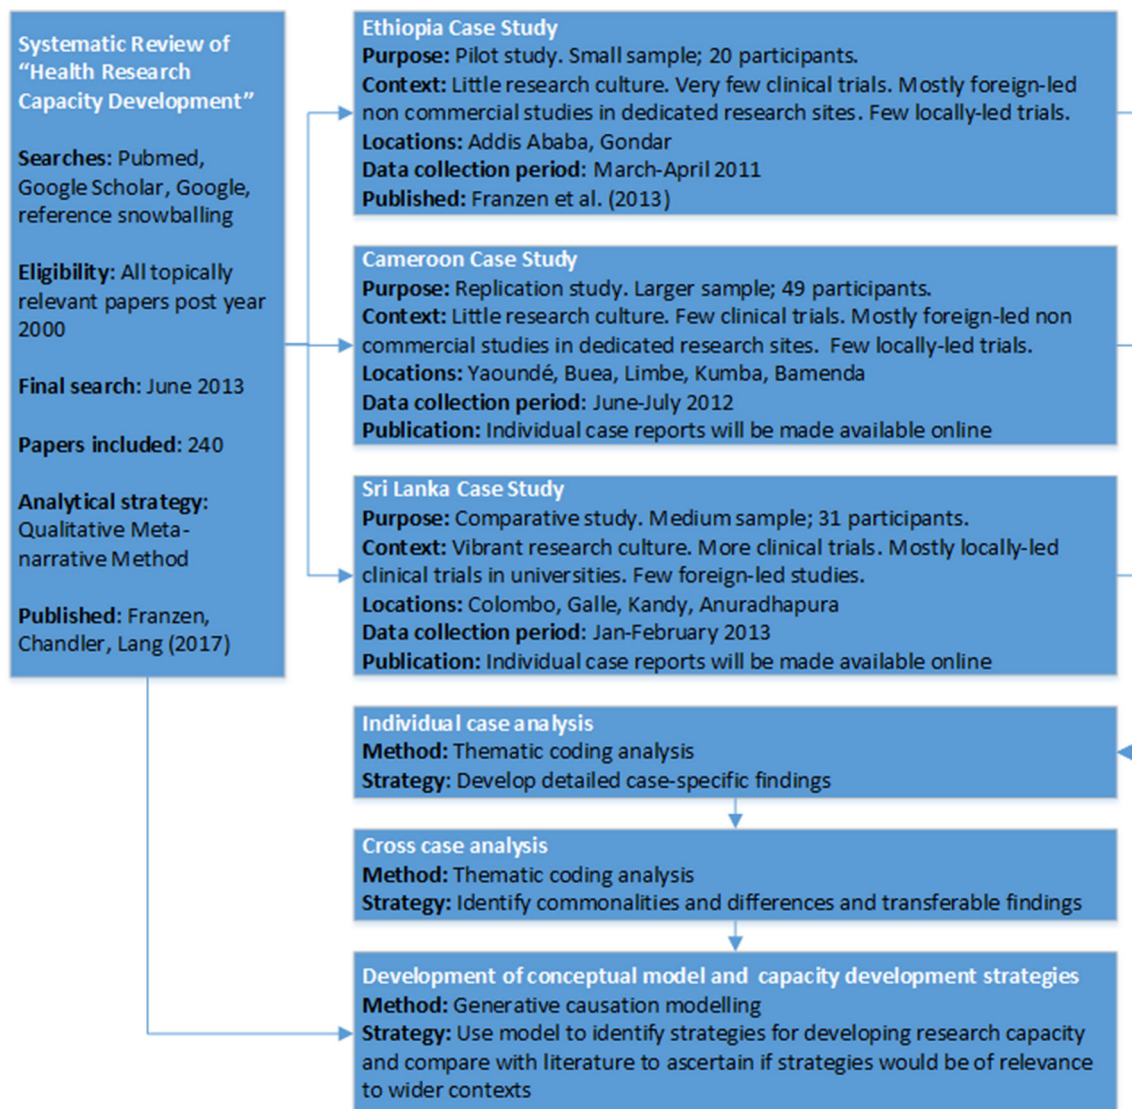 Systematic Review of
“Health Research
Capacity Development”
Searches: Pubmed,
Google Scholar, Google,
reference snowballing
Eligibility: All topically
relevant papers post year
2000
Final search: June 2013
Papers included: 240
Analytical strategy:
Qualitative Meta-
narrative Method
Published: Franzen,
Chandler, Lang (2017)
Ethiopia Case Study
Purpose: Pilot study. Small sample; 20 participants.
Context: Little research culture. Very few clinical trials. Mostly foreign-led
non commercial studies in dedicated research sites. Few locally-led trials.
Locations: Addis Ababa, Gondar
Data collection period: March-April 2011
Published: Franzen et al. (2013)
Cameroon Case Study
Purpose: Replication study. Larger sample; 49 participants.
Context: Little research culture. Few clinical trials. Mostly foreign-led non
commercial studies in dedicated research sites. Few locally-led trials.
Locations: Yaoundé, Buea, Limbe, Kumba, Bamenda
Data collection period: June-July 2012
Publication: Individual case reports will be made available online
Sri Lanka Case Study
Purpose: Comparative study. Medium sample; 31 participants.
Context: Vibrant research culture. More clinical trials. Mostly locally-led
clinical trials in universities. Few foreign-led studies.
Locations: Colombo, Galle, Kandy, Anuradhapura
Data collection period: Jan-February 2013
Publication: Individual case reports will be made available online
Individual case analysis
Method: Thematic coding analysis
Strategy: Develop detailed case-specific findings
Cross case analysis
Method: Thematic coding analysis
Strategy: Identify commonalities and differences and transferable findings
Development of conceptual model and capacity development strategies
Method: Generative causation modelling
Strategy: Use model to identify strategies for developing research capacity
and compare with literature to ascertain if strategies would be of relevance
to wider contexts